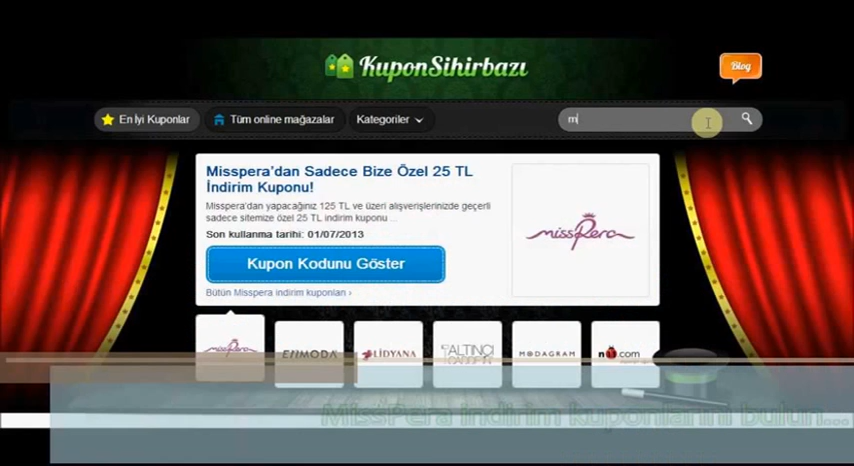 KuponSihirbazı
Blog
En İyi Kuponlar
Tüm online mağazalar
Kategoriler
m
Misspera'dan Sadece Bize Özel 25 TL
İndirim Kuponu!
Misspera'dan yapacağınız 125 TL ve üzeri alışverişlerinizde geçerli
sadece sitemize özel 25 TL indirim kuponu ...
Son kullanma tarihi: 01/07/2013
Kupon Kodunu Göster
Bütün Misspera indirim kuponları ›
missPera
missPera
ENMODA
LİDYANA
ALTINCI
CADDE
MODAGRAM
n11.com
MissPera indirim kuponlarını bulun...